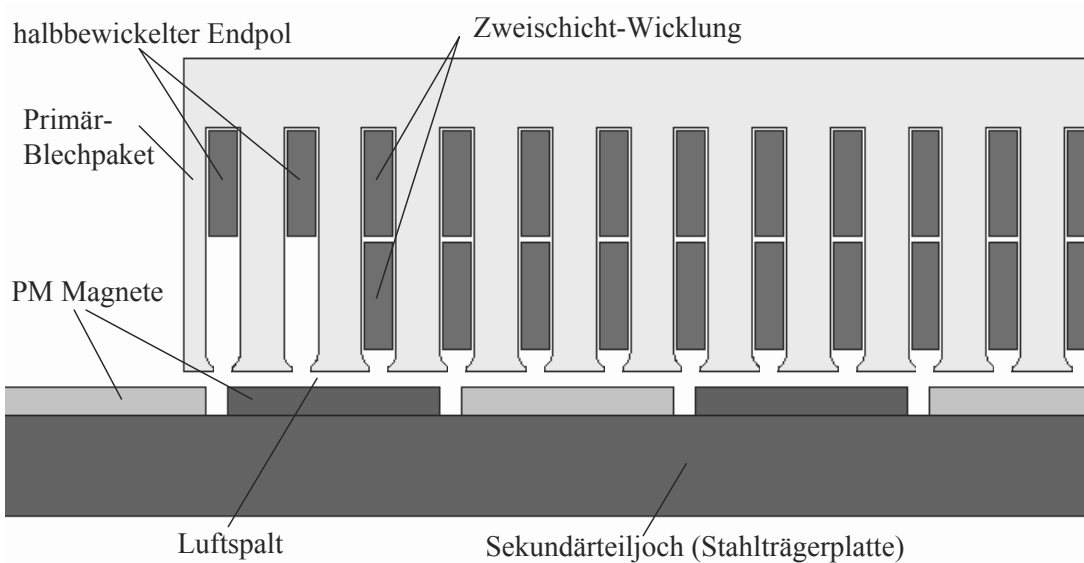 halbbewickelter Endpol
Zweischicht-Wicklung
Primär-
Blechpaket
PM Magnete
Luftspalt
Sekundärteiljoch (Stahlträgerplatte)